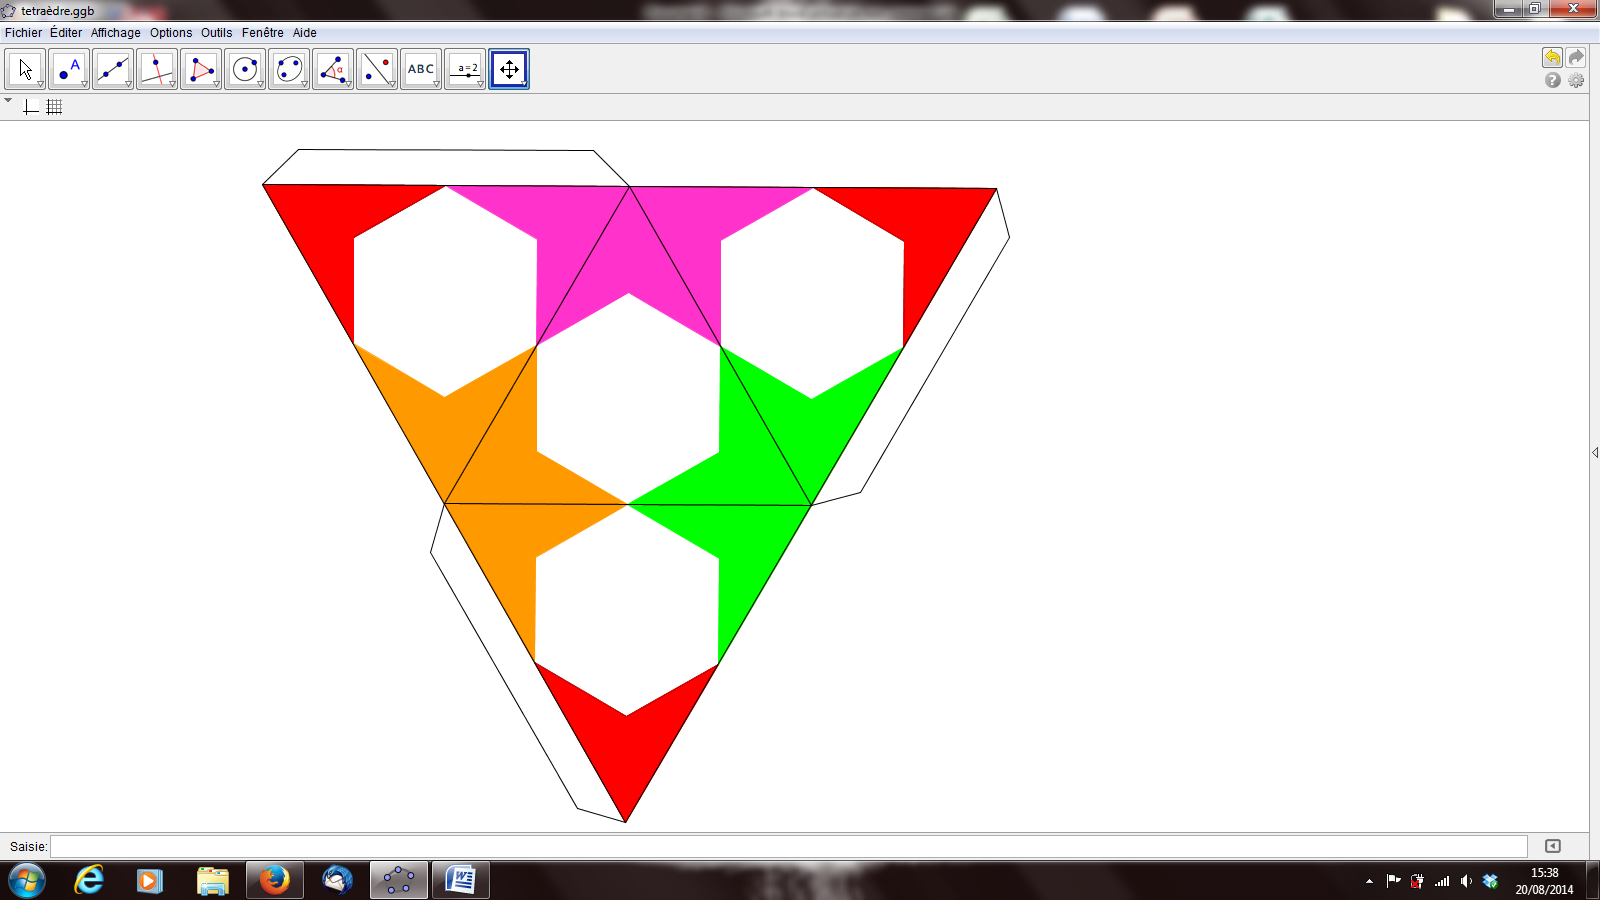 tetraèdre.ggb
Fichier Éditer Affichage Options Outils Fenêtre Aide
A
α
ABC
a=2
?
Saisie:
W
15:38
20/08/2014